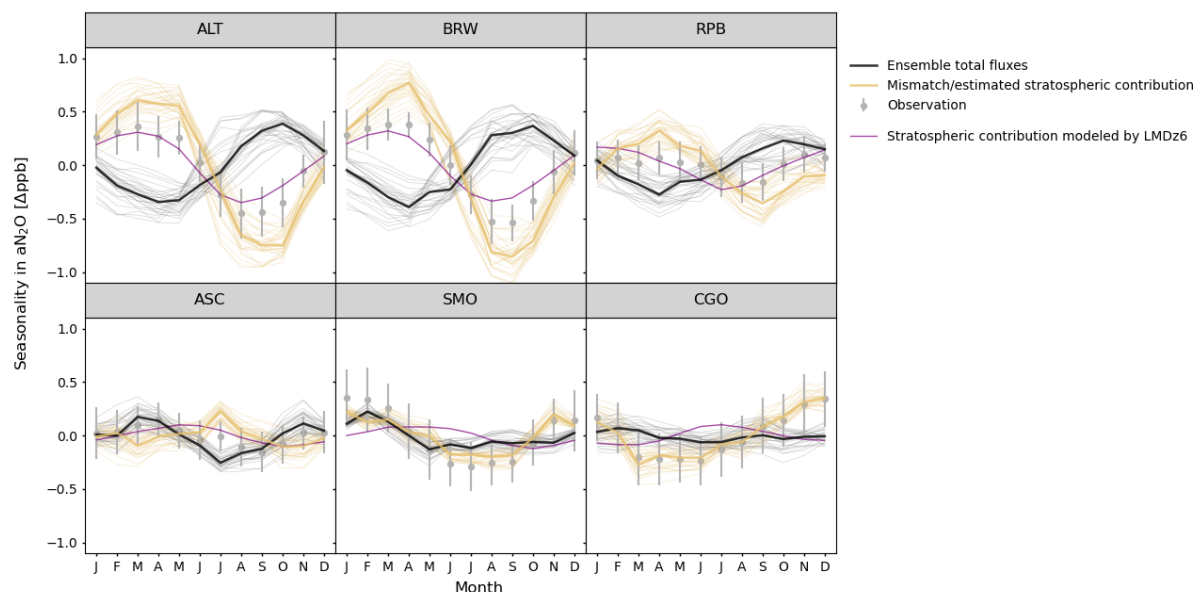 ALT BRW RPB
1.0
0.5
0.0
−0.5
−1.0
Ensemble total fluxes
Mismatch/estimated stratospheric contribution
Observation
Stratospheric contribution modeled by LMDz6
Seasonality in aN₂O [Δppb]
ASC SMO CGO
1.0
0.5
0.0
−0.5
−1.0
J F M A M J J A S O N D J F M A M J J A S O N D J F M A M J J A S O N D
Month